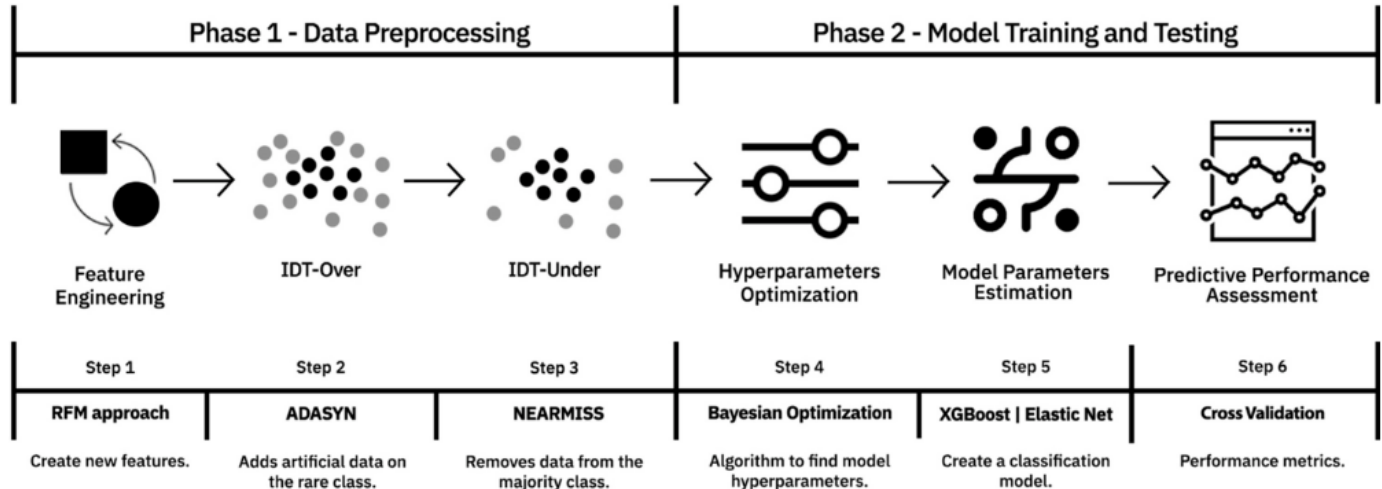 Phase 1 - Data Preprocessing
Phase 2 - Model Training and Testing
Feature
Engineering
IDT-Over
IDT-Under
Hyperparameters
Optimization
Model Parameters
Estimation
Predictive Performance
Assessment
Step 1
Step 2
Step 3
Step 4
Step 5
Step 6
RFM approach
ADASYN
NEARMISS
Bayesian Optimization
XGBoost | Elastic Net
Cross Validation
Create new features.
Adds artificial data on
the rare class.
Removes data from the
majority class.
Algorithm to find model
hyperparameters.
Create a classification
model.
Performance metrics.